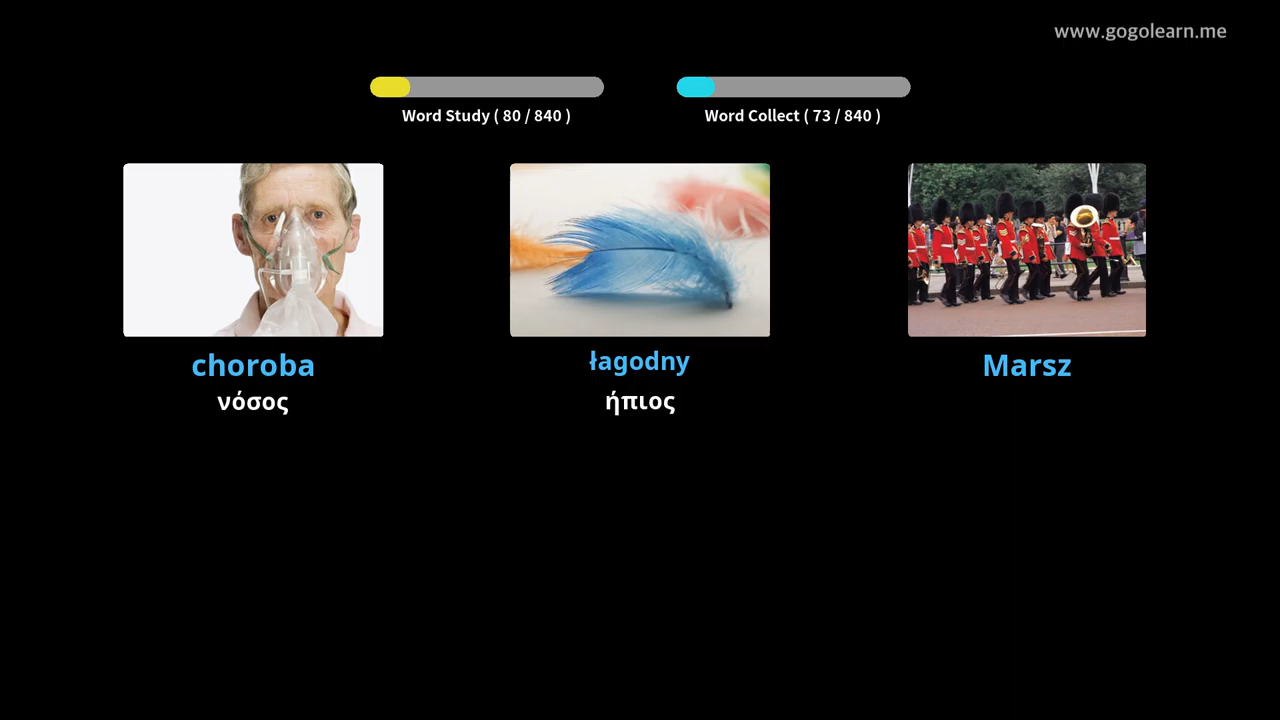 www.gogolearn.me
Word Study ( 80 / 840 )
Word Collect ( 73 / 840 )
choroba
łagodny
Marsz
νόσος
ήπιος